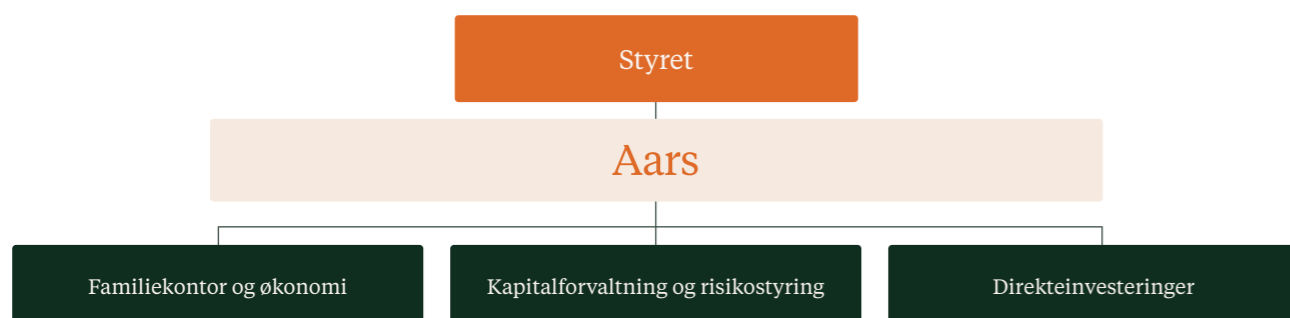 Styret
Aars
Familiekontor og økonomi
Kapitalforvaltning og risikostyring
Direkteinvesteringer